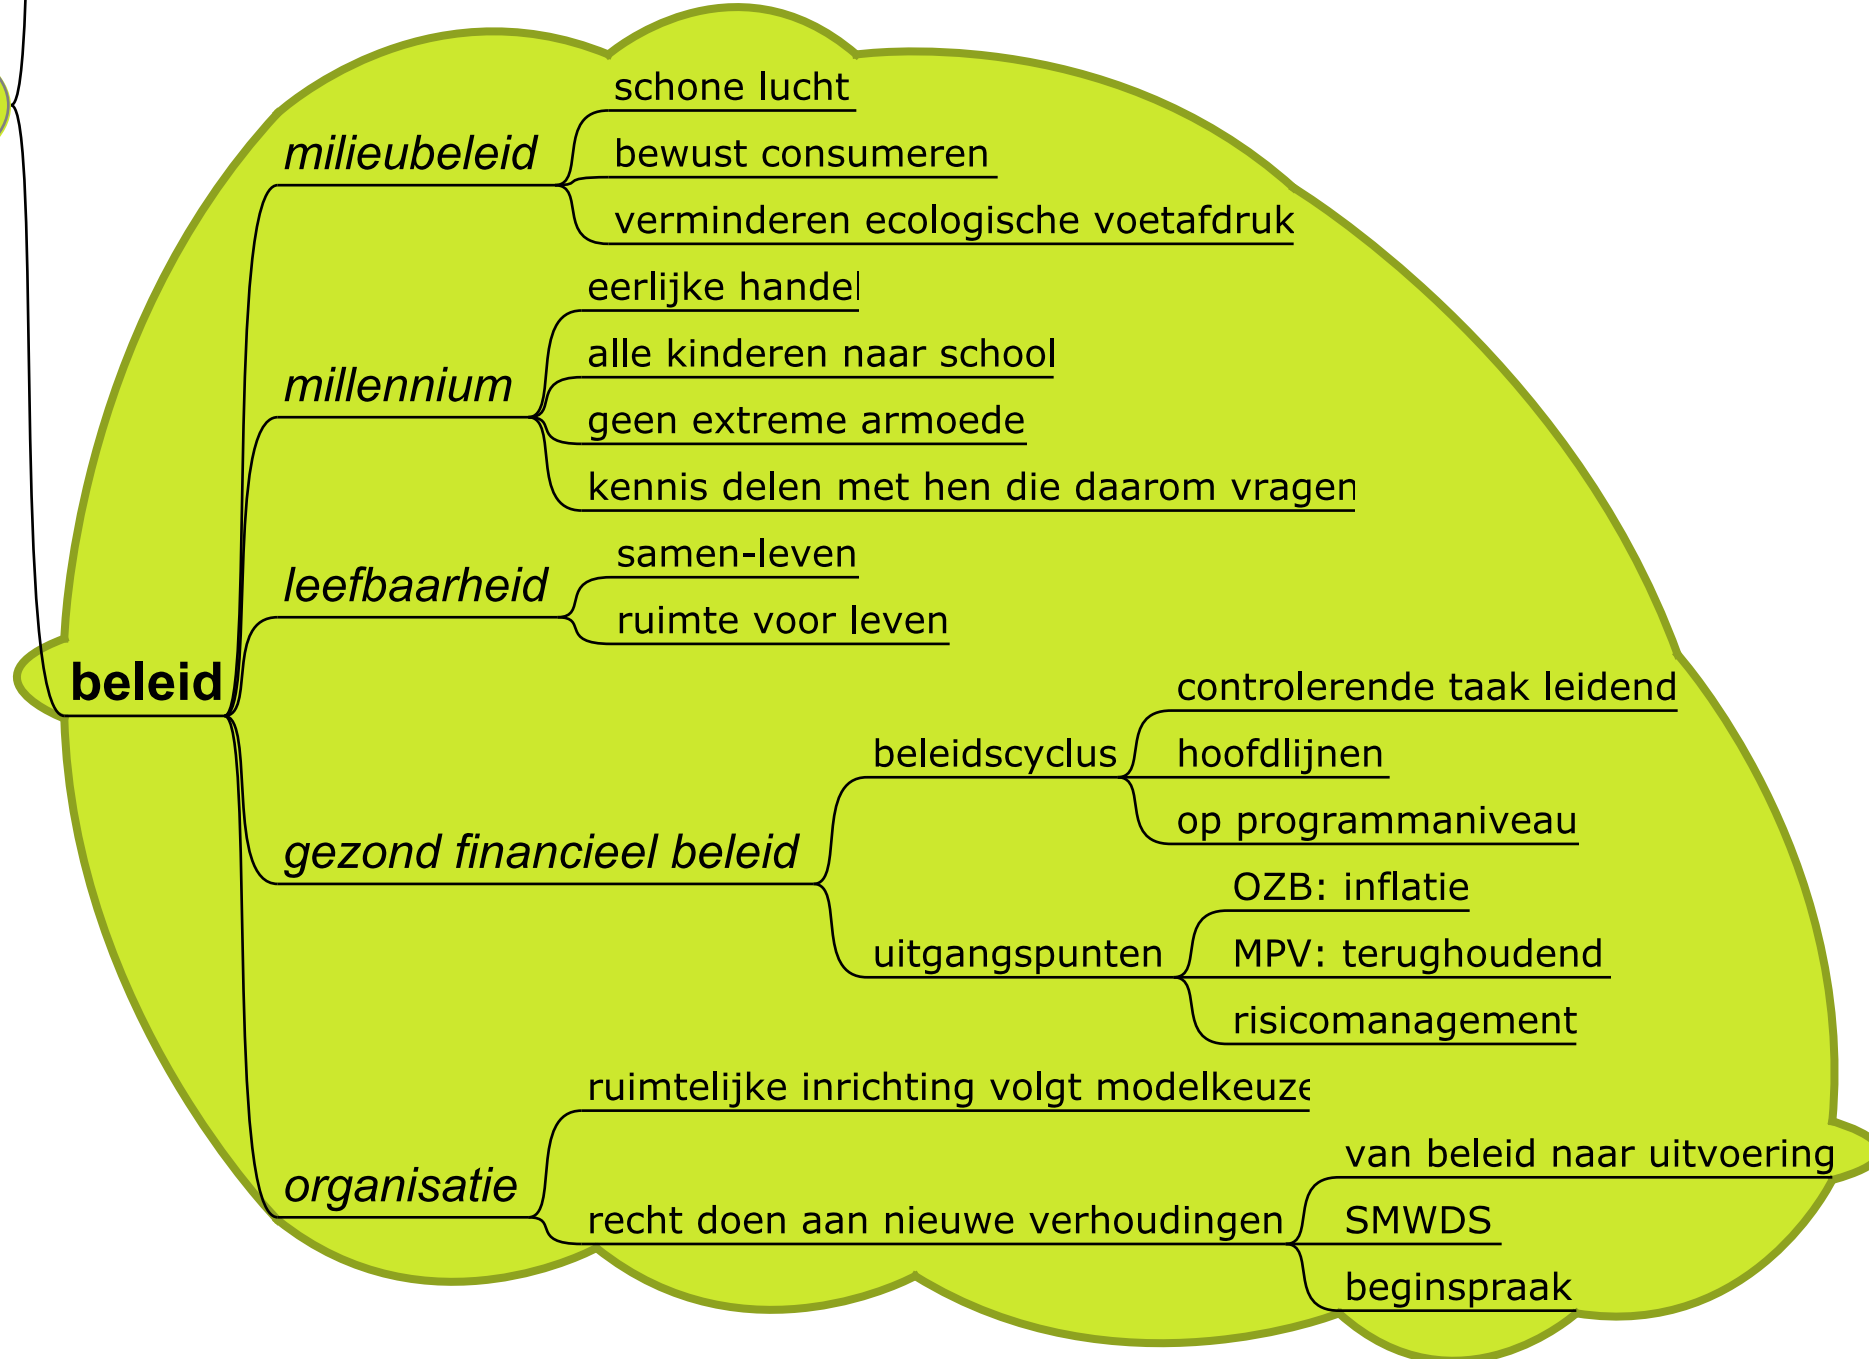 schone lucht
milieubeleid
bewust consumeren
verminderen ecologische voetafdruk
eerlijke handel
alle kinderen naar school
millennium
geen extreme armoede
kennis delen met hen die daarom vragen
samen-leven
leefbaarheid
ruimte voor leven
beleid
controlerende taak leidend
beleidscyclus
hoofdlijnen
op programmaniveau
gezond financieel beleid
OZB: inflatie
uitgangspunten
MPV: terughoudend
risicomanagement
ruimtelijke inrichting volgt modelkeuze
organisatie
van beleid naar uitvoering
recht doen aan nieuwe verhoudingen
SMWDS
beginspraak